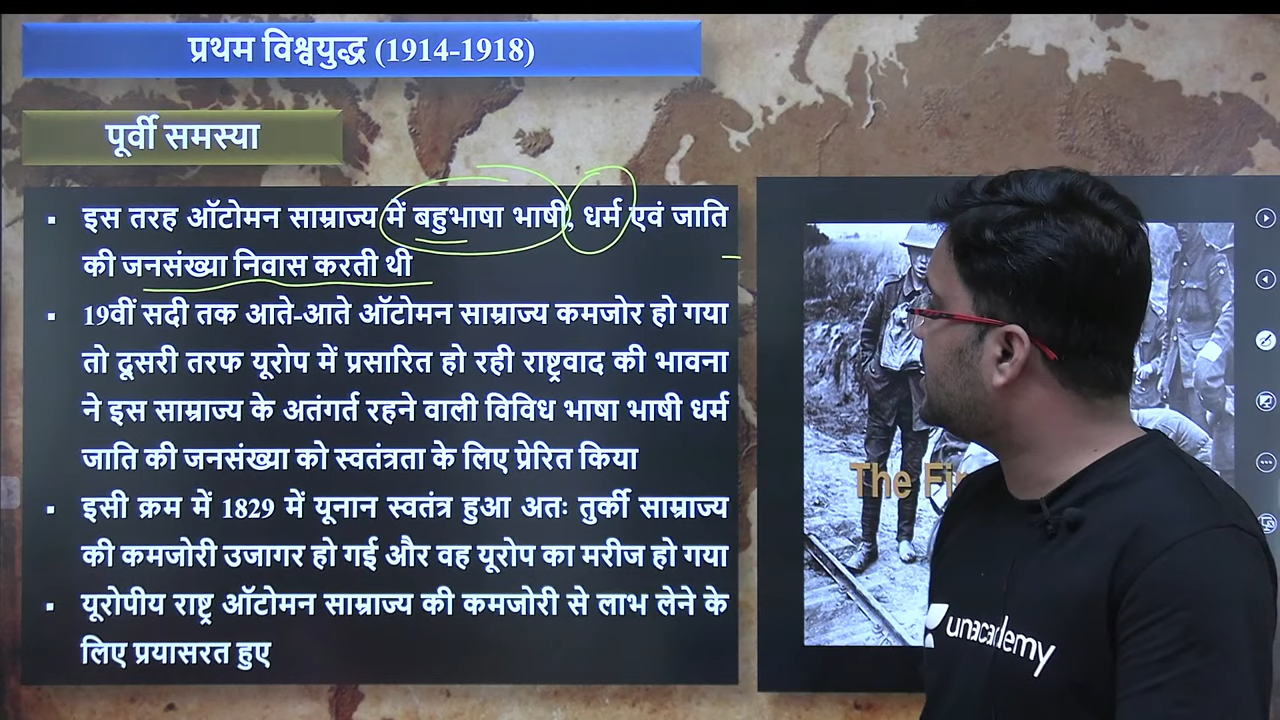 प्रथम विश्वयुद्ध (1914-1918)
पूर्वी समस्या
▪ इस तरह ऑटोमन साम्राज्य में बहुभाषा भाषी, धर्म एवं जाति
की जनसंख्या निवास करती थी
▪ 19वीं सदी तक आते-आते ऑटोमन साम्राज्य कमजोर हो गया
तो दूसरी तरफ यूरोप में प्रसारित हो रही राष्ट्रवाद की भावना
ने इस साम्राज्य के अतंगर्त रहने वाली विविध भाषा भाषी धर्म
जाति की जनसंख्या को स्वतंत्रता के लिए प्रेरित किया
▪ इसी क्रम में 1829 में यूनान स्वतंत्र हुआ अतः तुर्की साम्राज्य
की कमजोरी उजागर हो गई और वह यूरोप का मरीज हो गया
▪ यूरोपीय राष्ट्र ऑटोमन साम्राज्य की कमजोरी से लाभ लेने के
लिए प्रयासरत हुए
The
unacademy